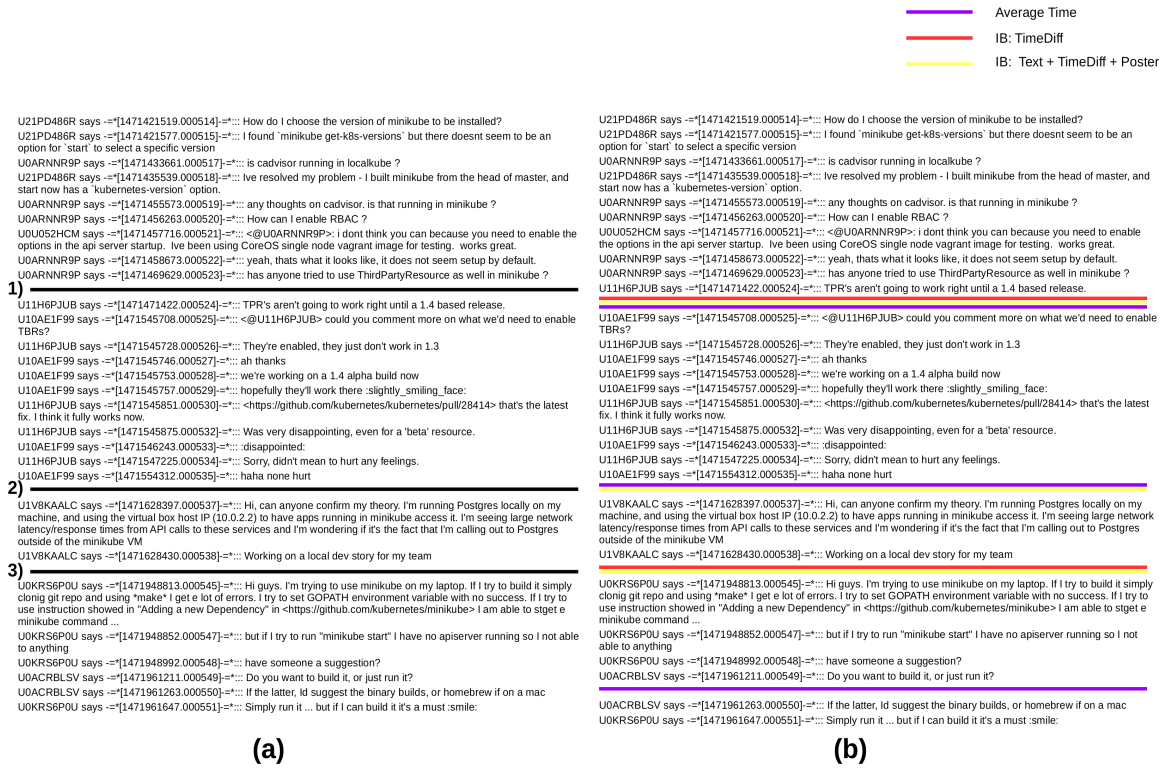 Average Time
IB: TimeDiff
IB:  Text + TimeDiff + Poster
U21PD486R says -=*[1471421519.000514]-=*::: How do I choose the version of minikube to be installed?
U21PD486R says -=*[1471421577.000515]-=*::: I found `minikube get-k8s-versions` but there doesnt seem to be an
option for `start` to select a specific version
U0ARNNR9P says -=*[1471433661.000517]-=*::: is cadvisor running in localkube ?
U21PD486R says -=*[1471435539.000518]-=*::: Ive resolved my problem - I built minikube from the head of master, and
start now has a `kubernetes-version` option.
U0ARNNR9P says -=*[1471455573.000519]-=*::: any thoughts on cadvisor. is that running in minikube ?
U0ARNNR9P says -=*[1471456263.000520]-=*::: How can I enable RBAC ?
U0U052HCM says -=*[1471457716.000521]-=*::: <@U0ARNNR9P>: i dont think you can because you need to enable
the options in the api server startup.  Ive been using CoreOS single node vagrant image for testing.  works great.
U0ARNNR9P says -=*[1471458673.000522]-=*::: yeah, thats what it looks like, it does not seem setup by default.
U0ARNNR9P says -=*[1471469629.000523]-=*::: has anyone tried to use ThirdPartyResource as well in minikube ?
1)
U11H6PJUB says -=*[1471471422.000524]-=*::: TPR's aren't going to work right until a 1.4 based release.
U10AE1F99 says -=*[1471545708.000525]-=*::: <@U11H6PJUB> could you comment more on what we'd need to enable
TBRs?
U11H6PJUB says -=*[1471545728.000526]-=*::: They're enabled, they just don't work in 1.3
U10AE1F99 says -=*[1471545746.000527]-=*::: ah thanks
U10AE1F99 says -=*[1471545753.000528]-=*::: we're working on a 1.4 alpha build now
U10AE1F99 says -=*[1471545757.000529]-=*::: hopefully they'll work there :slightly_smiling_face:
U11H6PJUB says -=*[1471545851.000530]-=*::: <https://github.com/kubernetes/kubernetes/pull/28414> that's the latest
fix. I think it fully works now.
U11H6PJUB says -=*[1471545875.000532]-=*::: Was very disappointing, even for a 'beta' resource.
U10AE1F99 says -=*[1471546243.000533]-=*::: :disappointed:
U11H6PJUB says -=*[1471547225.000534]-=*::: Sorry, didn't mean to hurt any feelings.
U10AE1F99 says -=*[1471554312.000535]-=*::: haha none hurt
2)
U1V8KAALC says -=*[1471628397.000537]-=*::: Hi, can anyone confirm my theory. I'm running Postgres locally on my
machine, and using the virtual box host IP (10.0.2.2) to have apps running in minikube access it. I'm seeing large network
latency/response times from API calls to these services and I'm wondering if it's the fact that I'm calling out to Postgres
outside of the minikube VM
U1V8KAALC says -=*[1471628430.000538]-=*::: Working on a local dev story for my team
3)
U0KRS6P0U says -=*[1471948813.000545]-=*::: Hi guys. I'm trying to use minikube on my laptop. If I try to build it simply
clonig git repo and using *make* I get e lot of errors. I try to set GOPATH environment variable with no success. If I try to
use instruction showed in "Adding a new Dependency" in <https://github.com/kubernetes/minikube> I am able to stget e
minikube command ...
U0KRS6P0U says -=*[1471948852.000547]-=*::: but if I try to run "minikube start" I have no apiserver running so I not able
to anything
U0KRS6P0U says -=*[1471948992.000548]-=*::: have someone a suggestion?
U0ACRBLSV says -=*[1471961211.000549]-=*::: Do you want to build it, or just run it?
U0ACRBLSV says -=*[1471961263.000550]-=*::: If the latter, Id suggest the binary builds, or homebrew if on a mac
U0KRS6P0U says -=*[1471961647.000551]-=*::: Simply run it ... but if I can build it it's a must :smile:
(a)
U21PD486R says -=*[1471421519.000514]-=*::: How do I choose the version of minikube to be installed?
U21PD486R says -=*[1471421577.000515]-=*::: I found `minikube get-k8s-versions` but there doesnt seem to be an
option for `start` to select a specific version
U0ARNNR9P says -=*[1471433661.000517]-=*::: is cadvisor running in localkube ?
U21PD486R says -=*[1471435539.000518]-=*::: Ive resolved my problem - I built minikube from the head of master, and
start now has a `kubernetes-version` option.
U0ARNNR9P says -=*[1471455573.000519]-=*::: any thoughts on cadvisor. is that running in minikube ?
U0ARNNR9P says -=*[1471456263.000520]-=*::: How can I enable RBAC ?
U0U052HCM says -=*[1471457716.000521]-=*::: <@U0ARNNR9P>: i dont think you can because you need to enable
the options in the api server startup.  Ive been using CoreOS single node vagrant image for testing.  works great.
U0ARNNR9P says -=*[1471458673.000522]-=*::: yeah, thats what it looks like, it does not seem setup by default.
U0ARNNR9P says -=*[1471469629.000523]-=*::: has anyone tried to use ThirdPartyResource as well in minikube ?
U11H6PJUB says -=*[1471471422.000524]-=*::: TPR's aren't going to work right until a 1.4 based release.
U10AE1F99 says -=*[1471545708.000525]-=*::: <@U11H6PJUB> could you comment more on what we'd need to enable
TBRs?
U11H6PJUB says -=*[1471545728.000526]-=*::: They're enabled, they just don't work in 1.3
U10AE1F99 says -=*[1471545746.000527]-=*::: ah thanks
U10AE1F99 says -=*[1471545753.000528]-=*::: we're working on a 1.4 alpha build now
U10AE1F99 says -=*[1471545757.000529]-=*::: hopefully they'll work there :slightly_smiling_face:
U11H6PJUB says -=*[1471545851.000530]-=*::: <https://github.com/kubernetes/kubernetes/pull/28414> that's the latest
fix. I think it fully works now.
U11H6PJUB says -=*[1471545875.000532]-=*::: Was very disappointing, even for a 'beta' resource.
U10AE1F99 says -=*[1471546243.000533]-=*::: :disappointed:
U11H6PJUB says -=*[1471547225.000534]-=*::: Sorry, didn't mean to hurt any feelings.
U10AE1F99 says -=*[1471554312.000535]-=*::: haha none hurt
U1V8KAALC says -=*[1471628397.000537]-=*::: Hi, can anyone confirm my theory. I'm running Postgres locally on my
machine, and using the virtual box host IP (10.0.2.2) to have apps running in minikube access it. I'm seeing large network
latency/response times from API calls to these services and I'm wondering if it's the fact that I'm calling out to Postgres
outside of the minikube VM
U1V8KAALC says -=*[1471628430.000538]-=*::: Working on a local dev story for my team
U0KRS6P0U says -=*[1471948813.000545]-=*::: Hi guys. I'm trying to use minikube on my laptop. If I try to build it simply
clonig git repo and using *make* I get e lot of errors. I try to set GOPATH environment variable with no success. If I try to
use instruction showed in "Adding a new Dependency" in <https://github.com/kubernetes/minikube> I am able to stget e
minikube command ...
U0KRS6P0U says -=*[1471948852.000547]-=*::: but if I try to run "minikube start" I have no apiserver running so I not
able to anything
U0KRS6P0U says -=*[1471948992.000548]-=*::: have someone a suggestion?
U0ACRBLSV says -=*[1471961211.000549]-=*::: Do you want to build it, or just run it?
U0ACRBLSV says -=*[1471961263.000550]-=*::: If the latter, Id suggest the binary builds, or homebrew if on a mac
U0KRS6P0U says -=*[1471961647.000551]-=*::: Simply run it ... but if I can build it it's a must :smile:
(b)